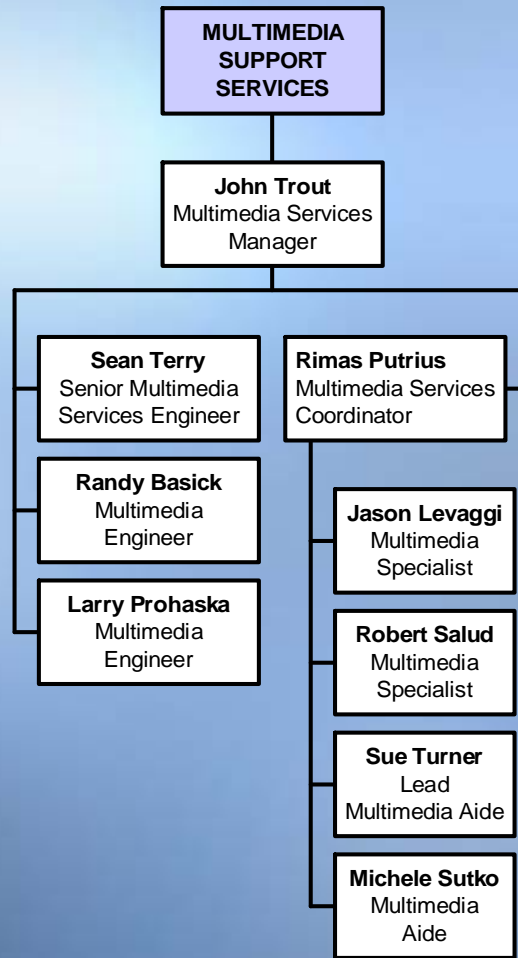 MULTIMEDIA
SUPPORT
SERVICES
John Trout
Multimedia Services
Manager
Sean Terry
Senior Multimedia
Services Engineer
Randy Basick
Multimedia
Engineer
Larry Prohaska
Multimedia
Engineer
Rimas Putrius
Multimedia Services
Coordinator
Jason Levaggi
Multimedia
Specialist
Robert Salud
Multimedia
Specialist
Sue Turner
Lead
Multimedia Aide
Michele Sutko
Multimedia
Aide